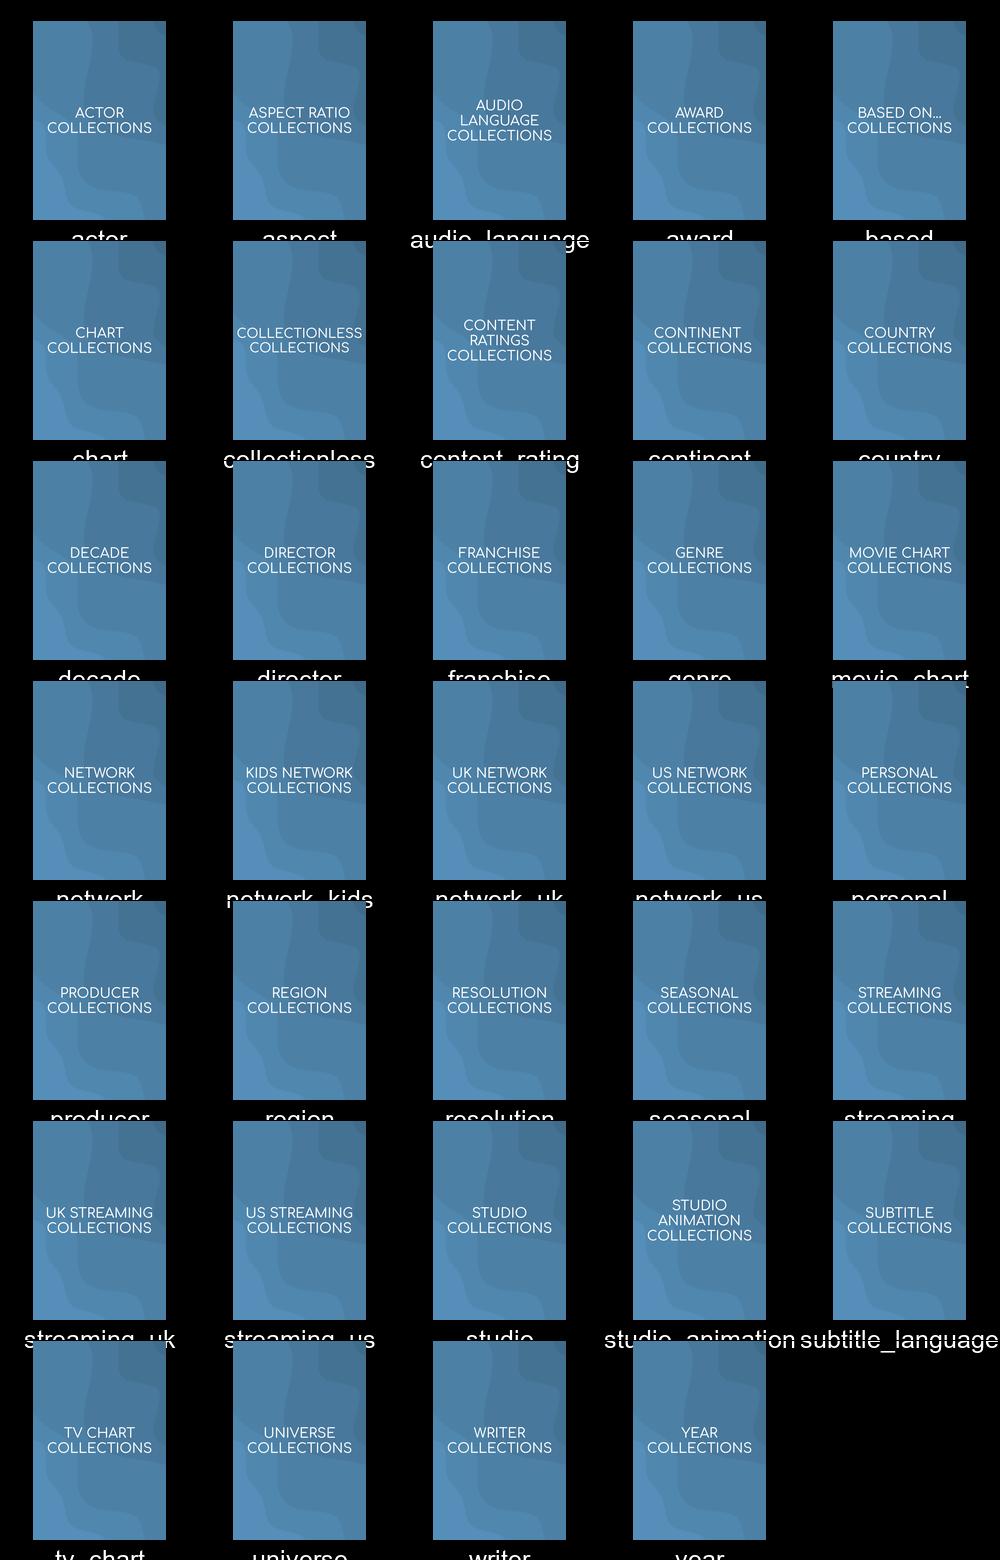 ACTOR
COLLECTIONS
ASPECT RATIO
COLLECTIONS
AUDIO
LANGUAGE
COLLECTIONS
AWARD
COLLECTIONS
BASED ON...
COLLECTIONS
actor
aspect
audio_language
award
based
CHART
COLLECTIONS
COLLECTIONLESS
COLLECTIONS
CONTENT
RATINGS
COLLECTIONS
CONTINENT
COLLECTIONS
COUNTRY
COLLECTIONS
chart
collectionless
content_rating
continent
country
DECADE
COLLECTIONS
DIRECTOR
COLLECTIONS
FRANCHISE
COLLECTIONS
GENRE
COLLECTIONS
MOVIE CHART
COLLECTIONS
decade
director
franchise
genre
movie_chart
NETWORK
COLLECTIONS
KIDS NETWORK
COLLECTIONS
UK NETWORK
COLLECTIONS
US NETWORK
COLLECTIONS
PERSONAL
COLLECTIONS
network
network_kids
network_uk
network_us
personal
PRODUCER
COLLECTIONS
REGION
COLLECTIONS
RESOLUTION
COLLECTIONS
SEASONAL
COLLECTIONS
STREAMING
COLLECTIONS
producer
region
resolution
seasonal
streaming
UK STREAMING
COLLECTIONS
US STREAMING
COLLECTIONS
STUDIO
COLLECTIONS
STUDIO
ANIMATION
COLLECTIONS
SUBTITLE
COLLECTIONS
streaming_uk
streaming_us
studio
studio_animation
subtitle_language
TV CHART
COLLECTIONS
UNIVERSE
COLLECTIONS
WRITER
COLLECTIONS
YEAR
COLLECTIONS
tv_chart
universe
writer
year